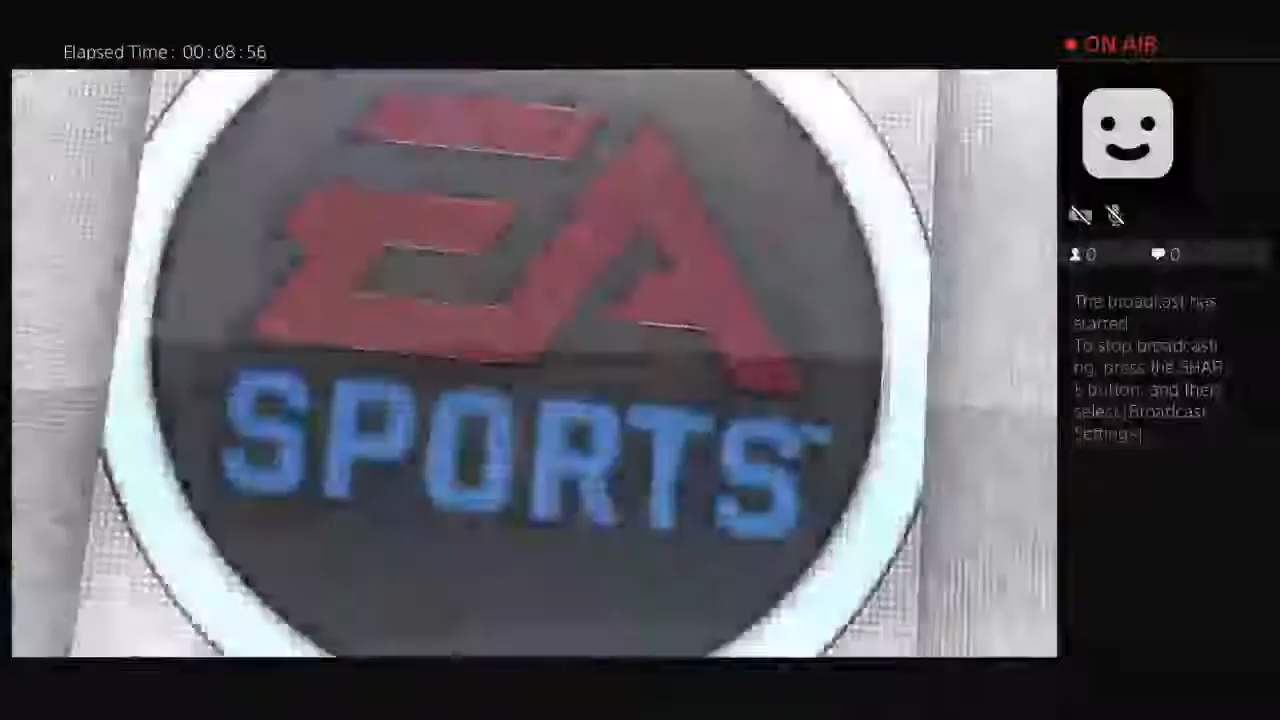 Elapsed Time: 00:08:56
ON AIR
EA
SPORTS™
0
0
The broadcast has
started.
To stop broadcasti
ng, press the SHAR
E button, and then
select [Broadcast
Settings]